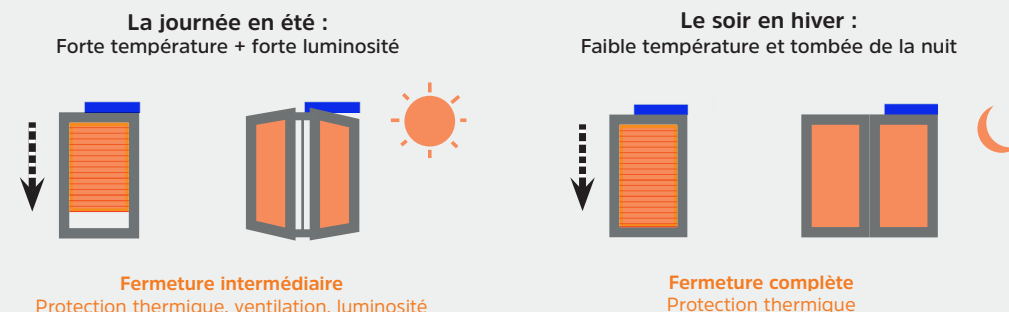 La journée en été :
Forte température + forte luminosité
Fermeture intermédiaire
Protection thermique, ventilation, luminosité
Le soir en hiver :
Faible température et tombée de la nuit
Fermeture complète
Protection thermique